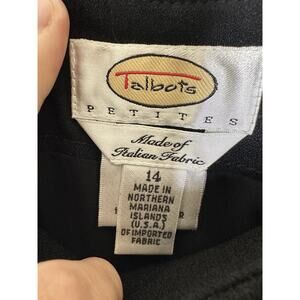 Talbots
PETITES
Made of
Italian Fabric
14
MADE IN
NORTHERN
MARIANA
ISLANDS
(U.S.A.)
OF IMPORTED
FABRIC